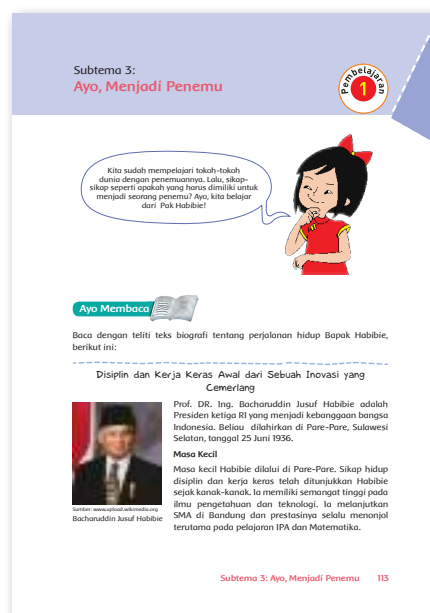 Subtema 3:
Ayo, Menjadi Penemu
Pembelajaran
1
Kita sudah mempelajari tokoh-tokoh
dunia dengan penemuannya. Lalu, sikap-
sikap seperti apakah yang harus dimiliki untuk
menjadi seorang penemu? Ayo, kita belajar
dari Pak Habibie!
Ayo Membaca
Baca dengan teliti teks biografi tentang perjalanan hidup Bapak Habibie,
berikut ini:
Disiplin dan Kerja Keras Awal dari Sebuah Inovasi yang
Cemerlang
Prof. DR. Ing. Bacharuddin Jusuf Habibie adalah
Presiden ketiga RI yang menjadi kebanggaan bangsa
Indonesia. Beliau dilahirkan di Pare-Pare, Sulawesi
Selatan, tanggal 25 Juni 1936.
Masa Kecil
Masa kecil Habibie dilalui di Pare-Pare. Sikap hidup
disiplin dan kerja keras telah ditunjukkan Habibie
sejak kanak-kanak. Ia memiliki semangat tinggi pada
ilmu pengetahuan dan teknologi. Ia melanjutkan
SMA di Bandung dan prestasinya selalu menonjol
terutama pada pelajaran IPA dan Matematika.
Sumber: www.upload.wikimedia.org
Bacharuddin Jusuf Habibie
Subtema 3: Ayo, Menjadi Penemu 113